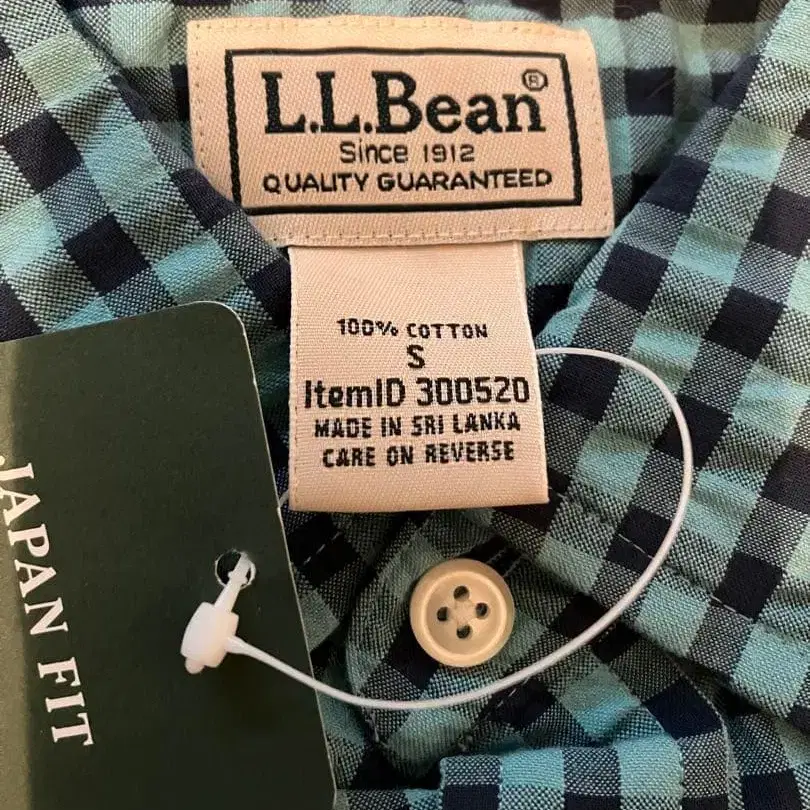 L.L.Bean®
Since 1912
QUALITY GUARANTEED
100% COTTON
S
ItemID 300520
MADE IN SRI LANKA
CARE ON REVERSE
JAPAN FIT